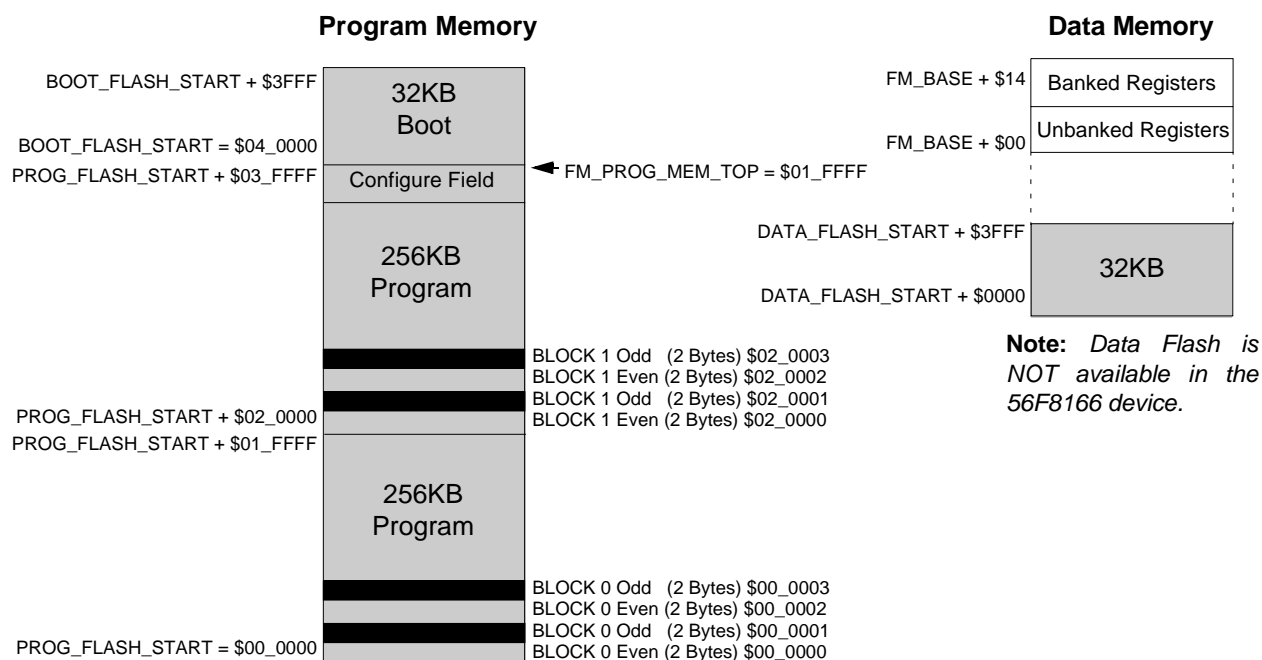 Program Memory
BOOT_FLASH_START + $3FFF
32KB
Boot
BOOT_FLASH_START = $04_0000
PROG_FLASH_START + $03_FFFF
Configure Field
FM_PROG_MEM_TOP = $01_FFFF
256KB
Program
BLOCK 1 Odd (2 Bytes) $02_0003
BLOCK 1 Even (2 Bytes) $02_0002
BLOCK 1 Odd (2 Bytes) $02_0001
PROG_FLASH_START + $02_0000
BLOCK 1 Even (2 Bytes) $02_0000
PROG_FLASH_START + $01_FFFF
256KB
Program
BLOCK 0 Odd (2 Bytes) $00_0003
BLOCK 0 Even (2 Bytes) $00_0002
BLOCK 0 Odd (2 Bytes) $00_0001
PROG_FLASH_START = $00_0000
BLOCK 0 Even (2 Bytes) $00_0000
Data Memory
FM_BASE + $14
Banked Registers
Unbanked Registers
FM_BASE + $00
DATA_FLASH_START + $3FFF
32KB
DATA_FLASH_START + $0000
Note: Data Flash is
NOT available in the
56F8166 device.